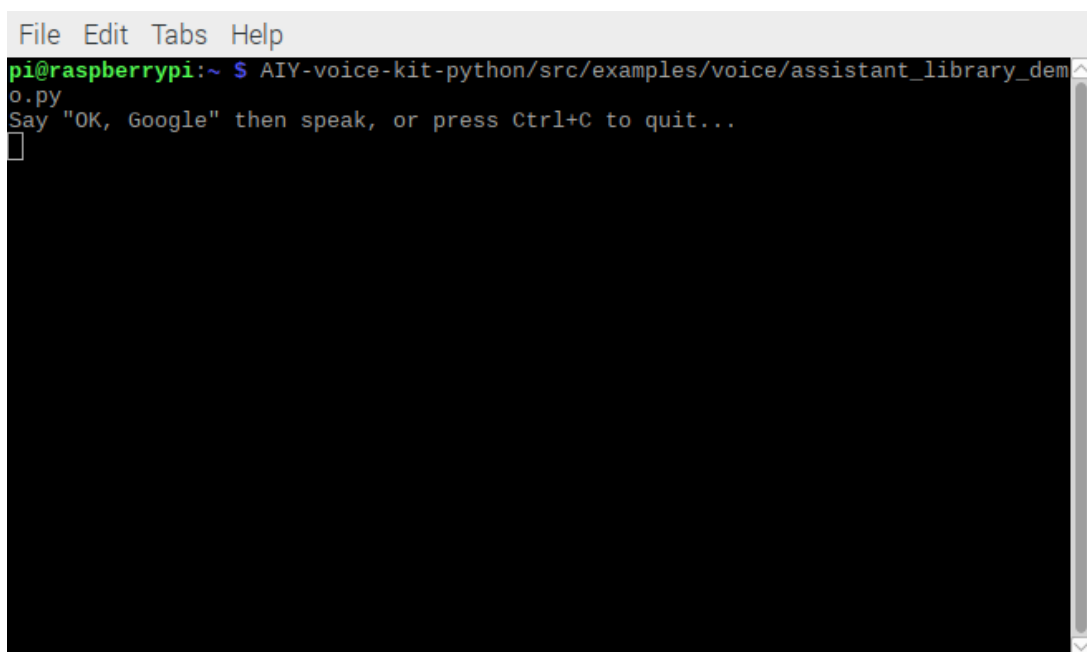 File Edit Tabs Help
pi@raspberrypi:~ $ AIY-voice-kit-python/src/examples/voice/assistant_library_dem
o.py
Say "OK, Google" then speak, or press Ctrl+C to quit...